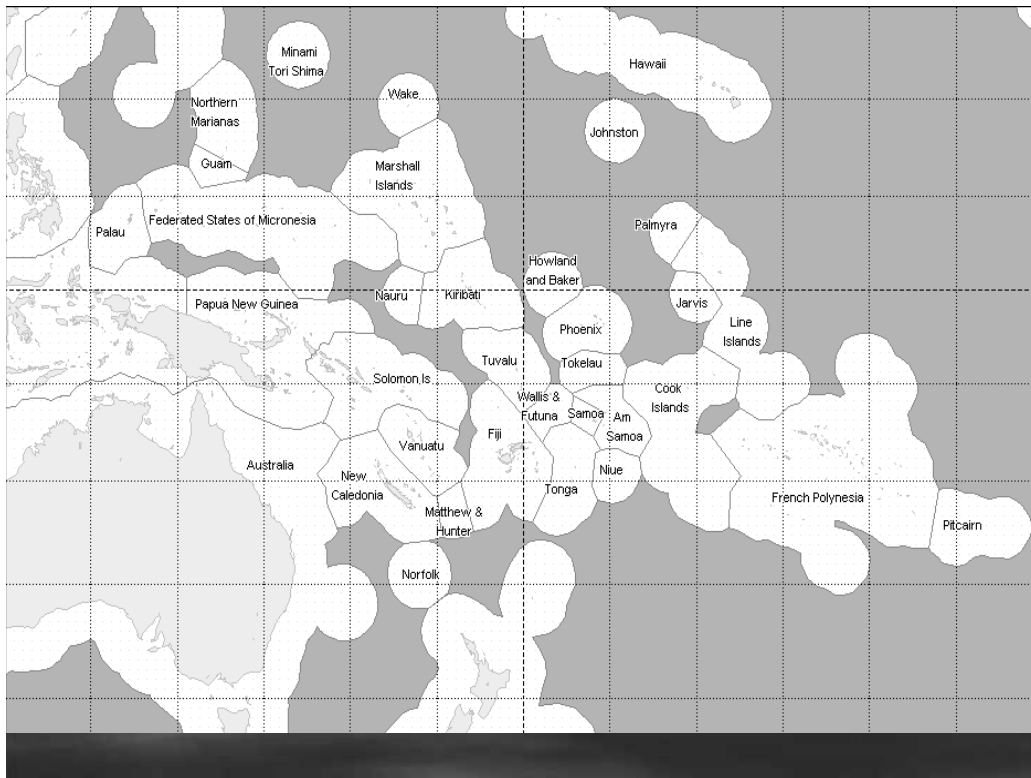 Minami
Tori Shima
Hawaii
Wake
Northern
Marianas
Johnston
Guam
Marshall
Islands
Federated States of Micronesia
Palau
Palmyra
Howland
and Baker
Nauru
Kiribati
Papua New Guinea
Jarvis
Phoenix
Line
Islands
Tuvalu
Tokelau
Solomon Is
Cook
Islands
Wallis &
Futuna
Samoa
Am
Samoa
Fiji
Vanuatu
Australia
New
Caledonia
Niue
Tonga
French Polynesia
Matthew &
Hunter
Pitcairn
Norfolk